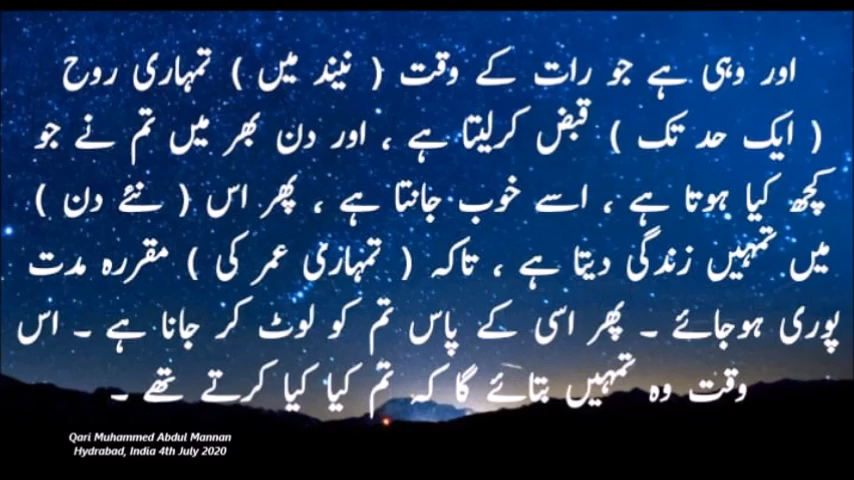 اور وہی ہے جو رات کے وقت ( نیند میں ) تمہاری روح
( ایک حد تک ) قبض کرلیتا ہے ، اور دن بھر میں تم نے جو
کچھ کیا ہوتا ہے ، اسے خوب جانتا ہے ، پھر اس ( نئے دن )
میں تمہیں زندگی دیتا ہے ، تاکہ ( تمہاری عمر کی ) مقررہ مدت
پوری ہوجائے ۔ پھر اسی کے پاس تم کو لوٹ کر جانا ہے ۔ اس
وقت وہ تمہیں بتائے گا کہ تم کیا کیا کرتے تھے ۔
Qari Muhammed Abdul Mannan
Hydrabad, India 4th July 2020